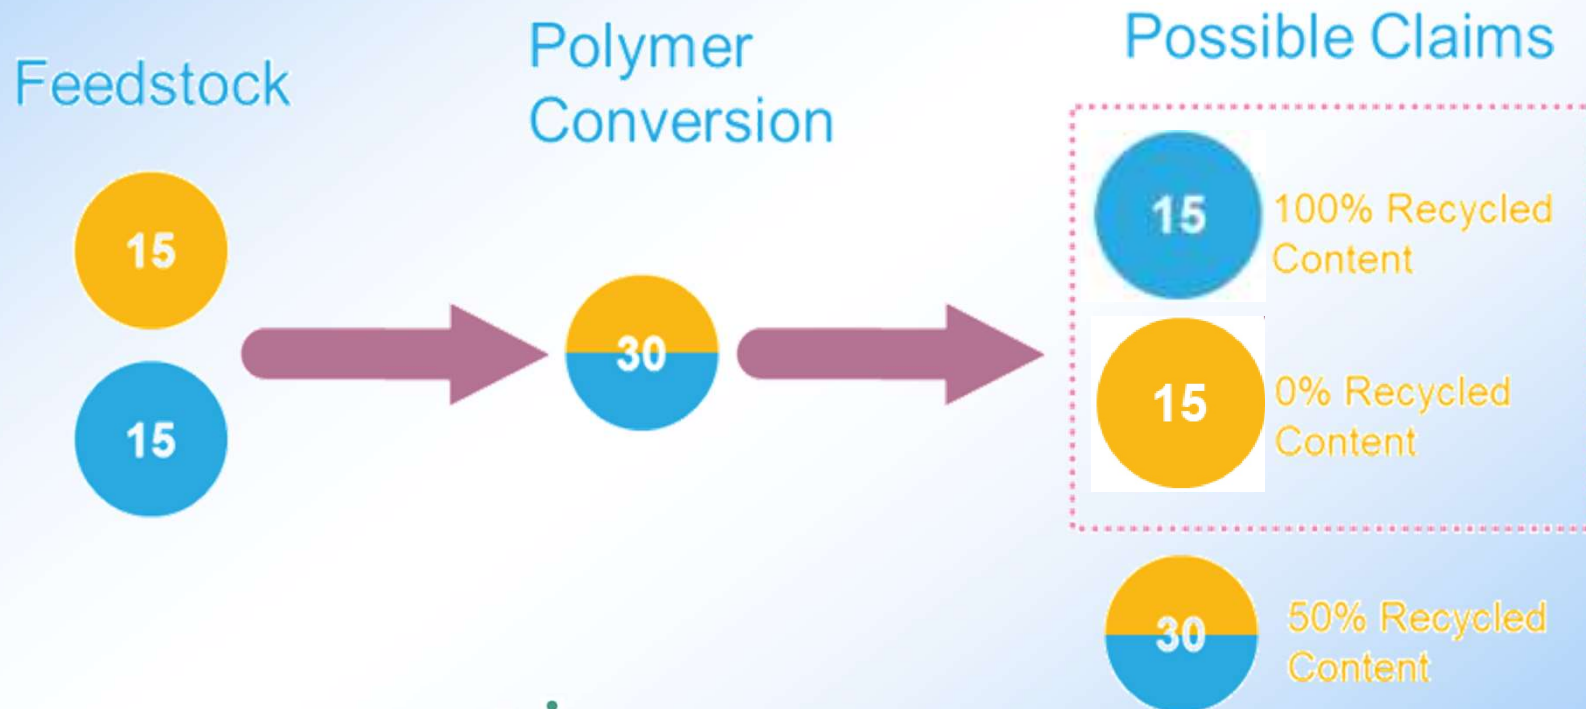 Feedstock
Polymer
Conversion
Possible Claims
15
15
30
15
100% Recycled
Content
15
0% Recycled
Content
30
50% Recycled
Content